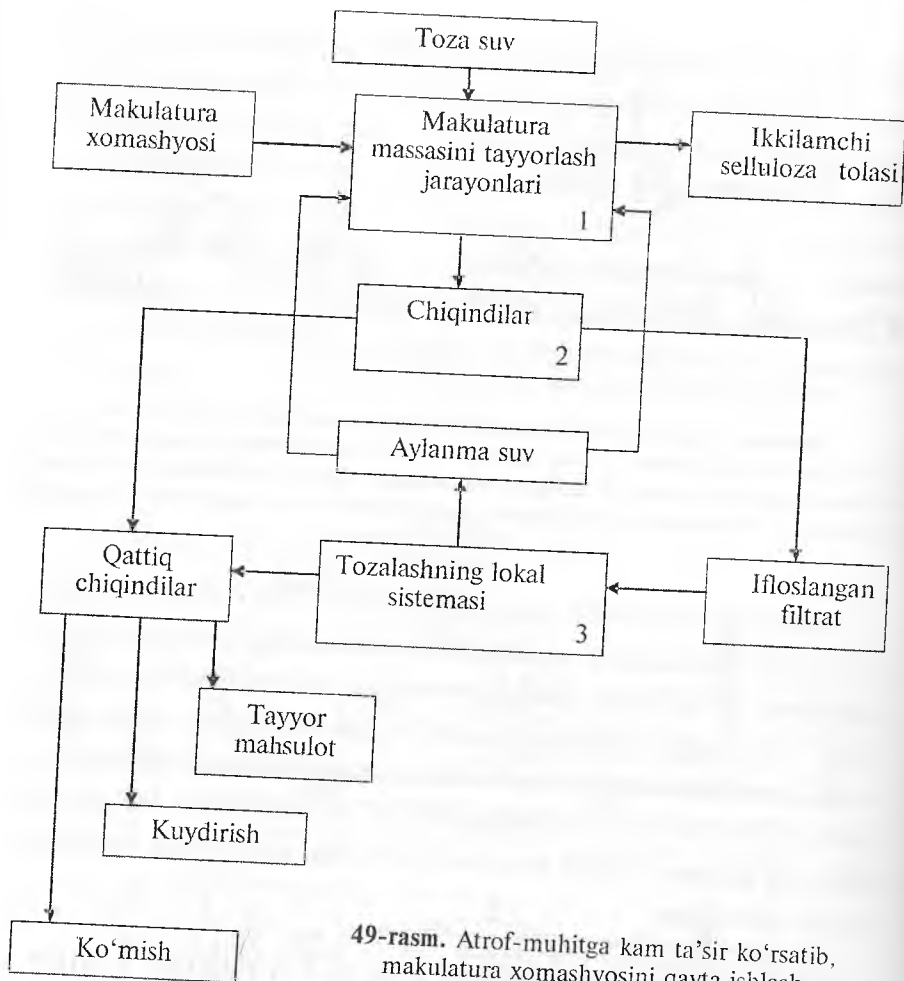 Toza suv
Makulatura
xomashyosi
Makulatura
massasini tayyorlash
jarayonlari
1
Ikkilamchi
selluloza tolasi
Chiqindilar
2
Aylanma suv
Qattiq
chiqindilar
Tozalashning lokal
sistemasi
3
Ifloslangan
filtrat
Tayyor
mahsulot
Kuydirish
Ko‘mish
49-rasm. Atrof-muhitga kam ta’sir ko‘rsatib,
makulatura xomashyosini qayta ishlash